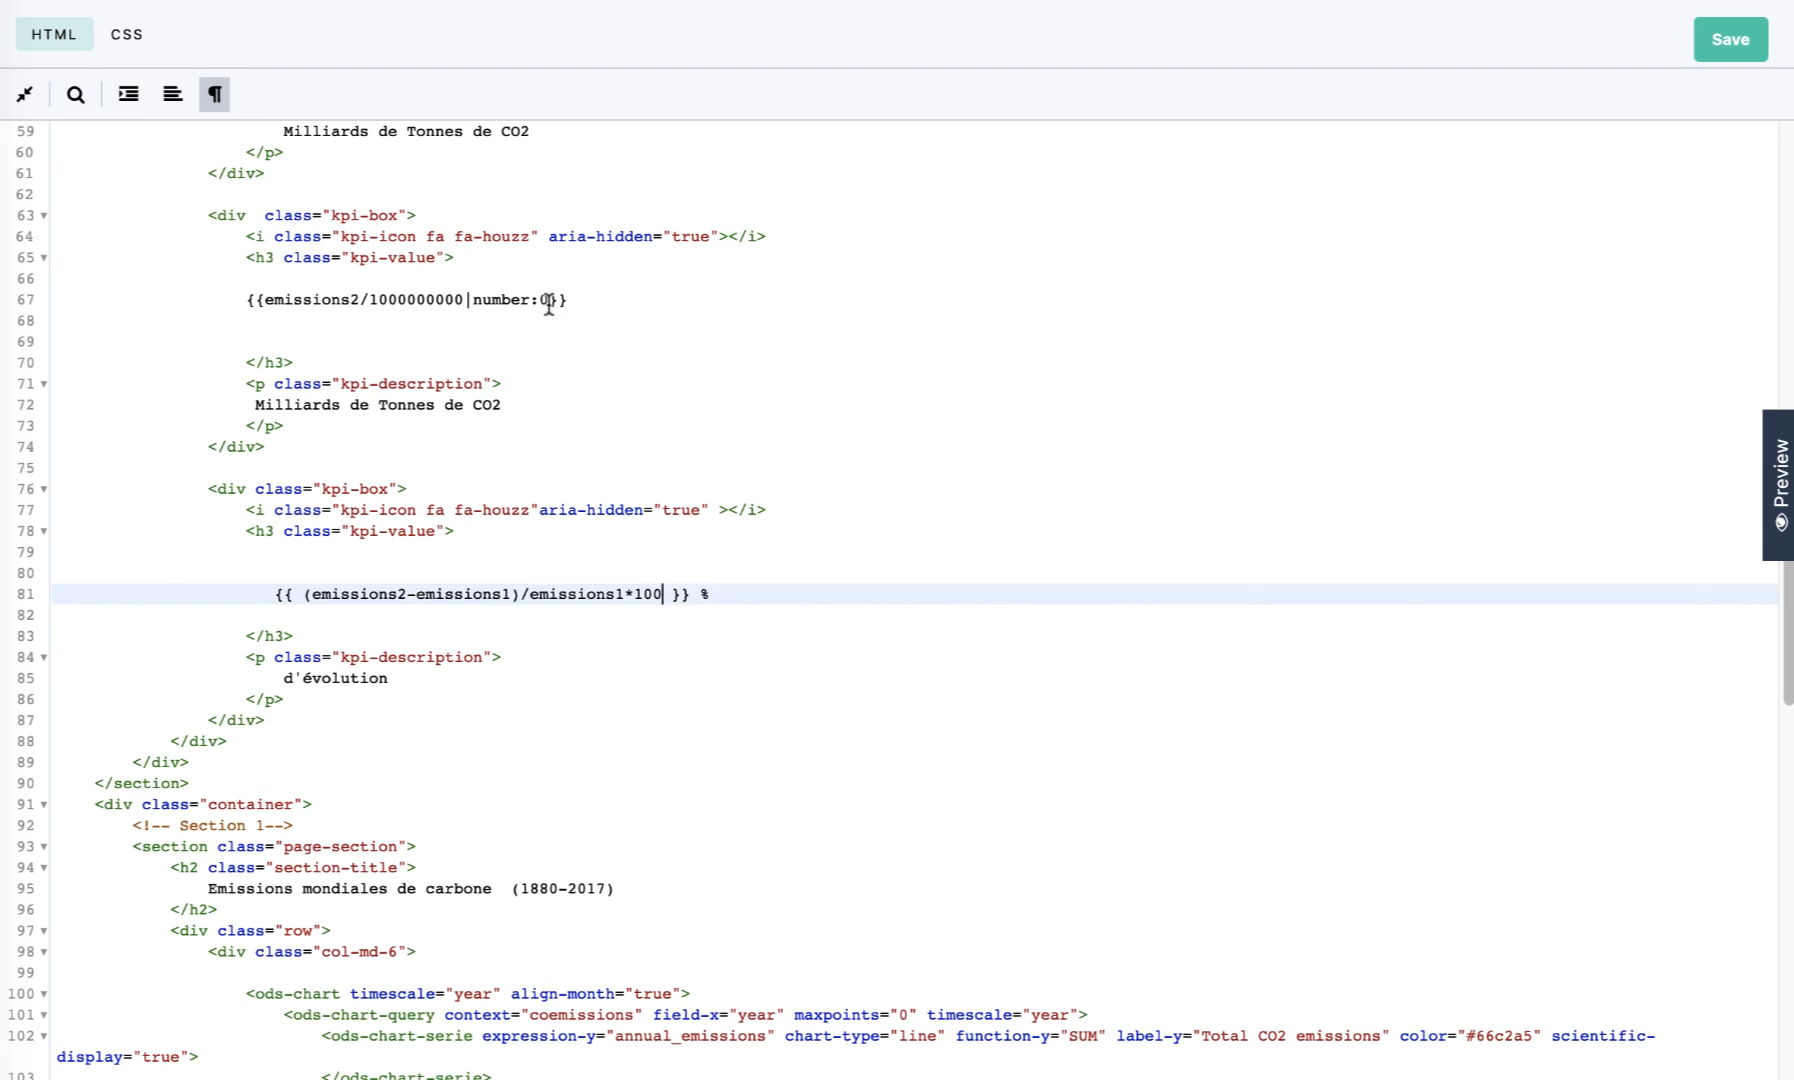 HTML CSS Save
59 Milliards de Tonnes de CO2
60 </p>
61 </div>
62
63 <div  class="kpi-box">
64 <i class="kpi-icon fa fa-houzz" aria-hidden="true"></i>
65 <h3 class="kpi-value">
66
67 {{emissions2/1000000000|number:0}}
68
69
70 </h3>
71 <p class="kpi-description">
72 Milliards de Tonnes de CO2
73 </p>
74 </div>
75
76 <div class="kpi-box">
77 <i class="kpi-icon fa fa-houzz"aria-hidden="true" ></i>
78 <h3 class="kpi-value">
79
80
81 {{ (emissions2-emissions1)/emissions1*100 }} %
82
83 </h3>
84 <p class="kpi-description">
85 d'évolution
86 </p>
87 </div>
88 </div>
89 </div>
90 </section>
91 <div class="container">
92 <!-- Section 1-->
93 <section class="page-section">
94 <h2 class="section-title">
95 Emissions mondiales de carbone  (1880-2017)
96 </h2>
97 <div class="row">
98 <div class="col-md-6">
99
100 <ods-chart timescale="year" align-month="true">
101 <ods-chart-query context="coemissions" field-x="year" maxpoints="0" timescale="year">
102 <ods-chart-serie expression-y="annual_emissions" chart-type="line" function-y="SUM" label-y="Total CO2 emissions" color="#66c2a5" scientific-
display="true">
103 </ods-chart-serie>
Preview